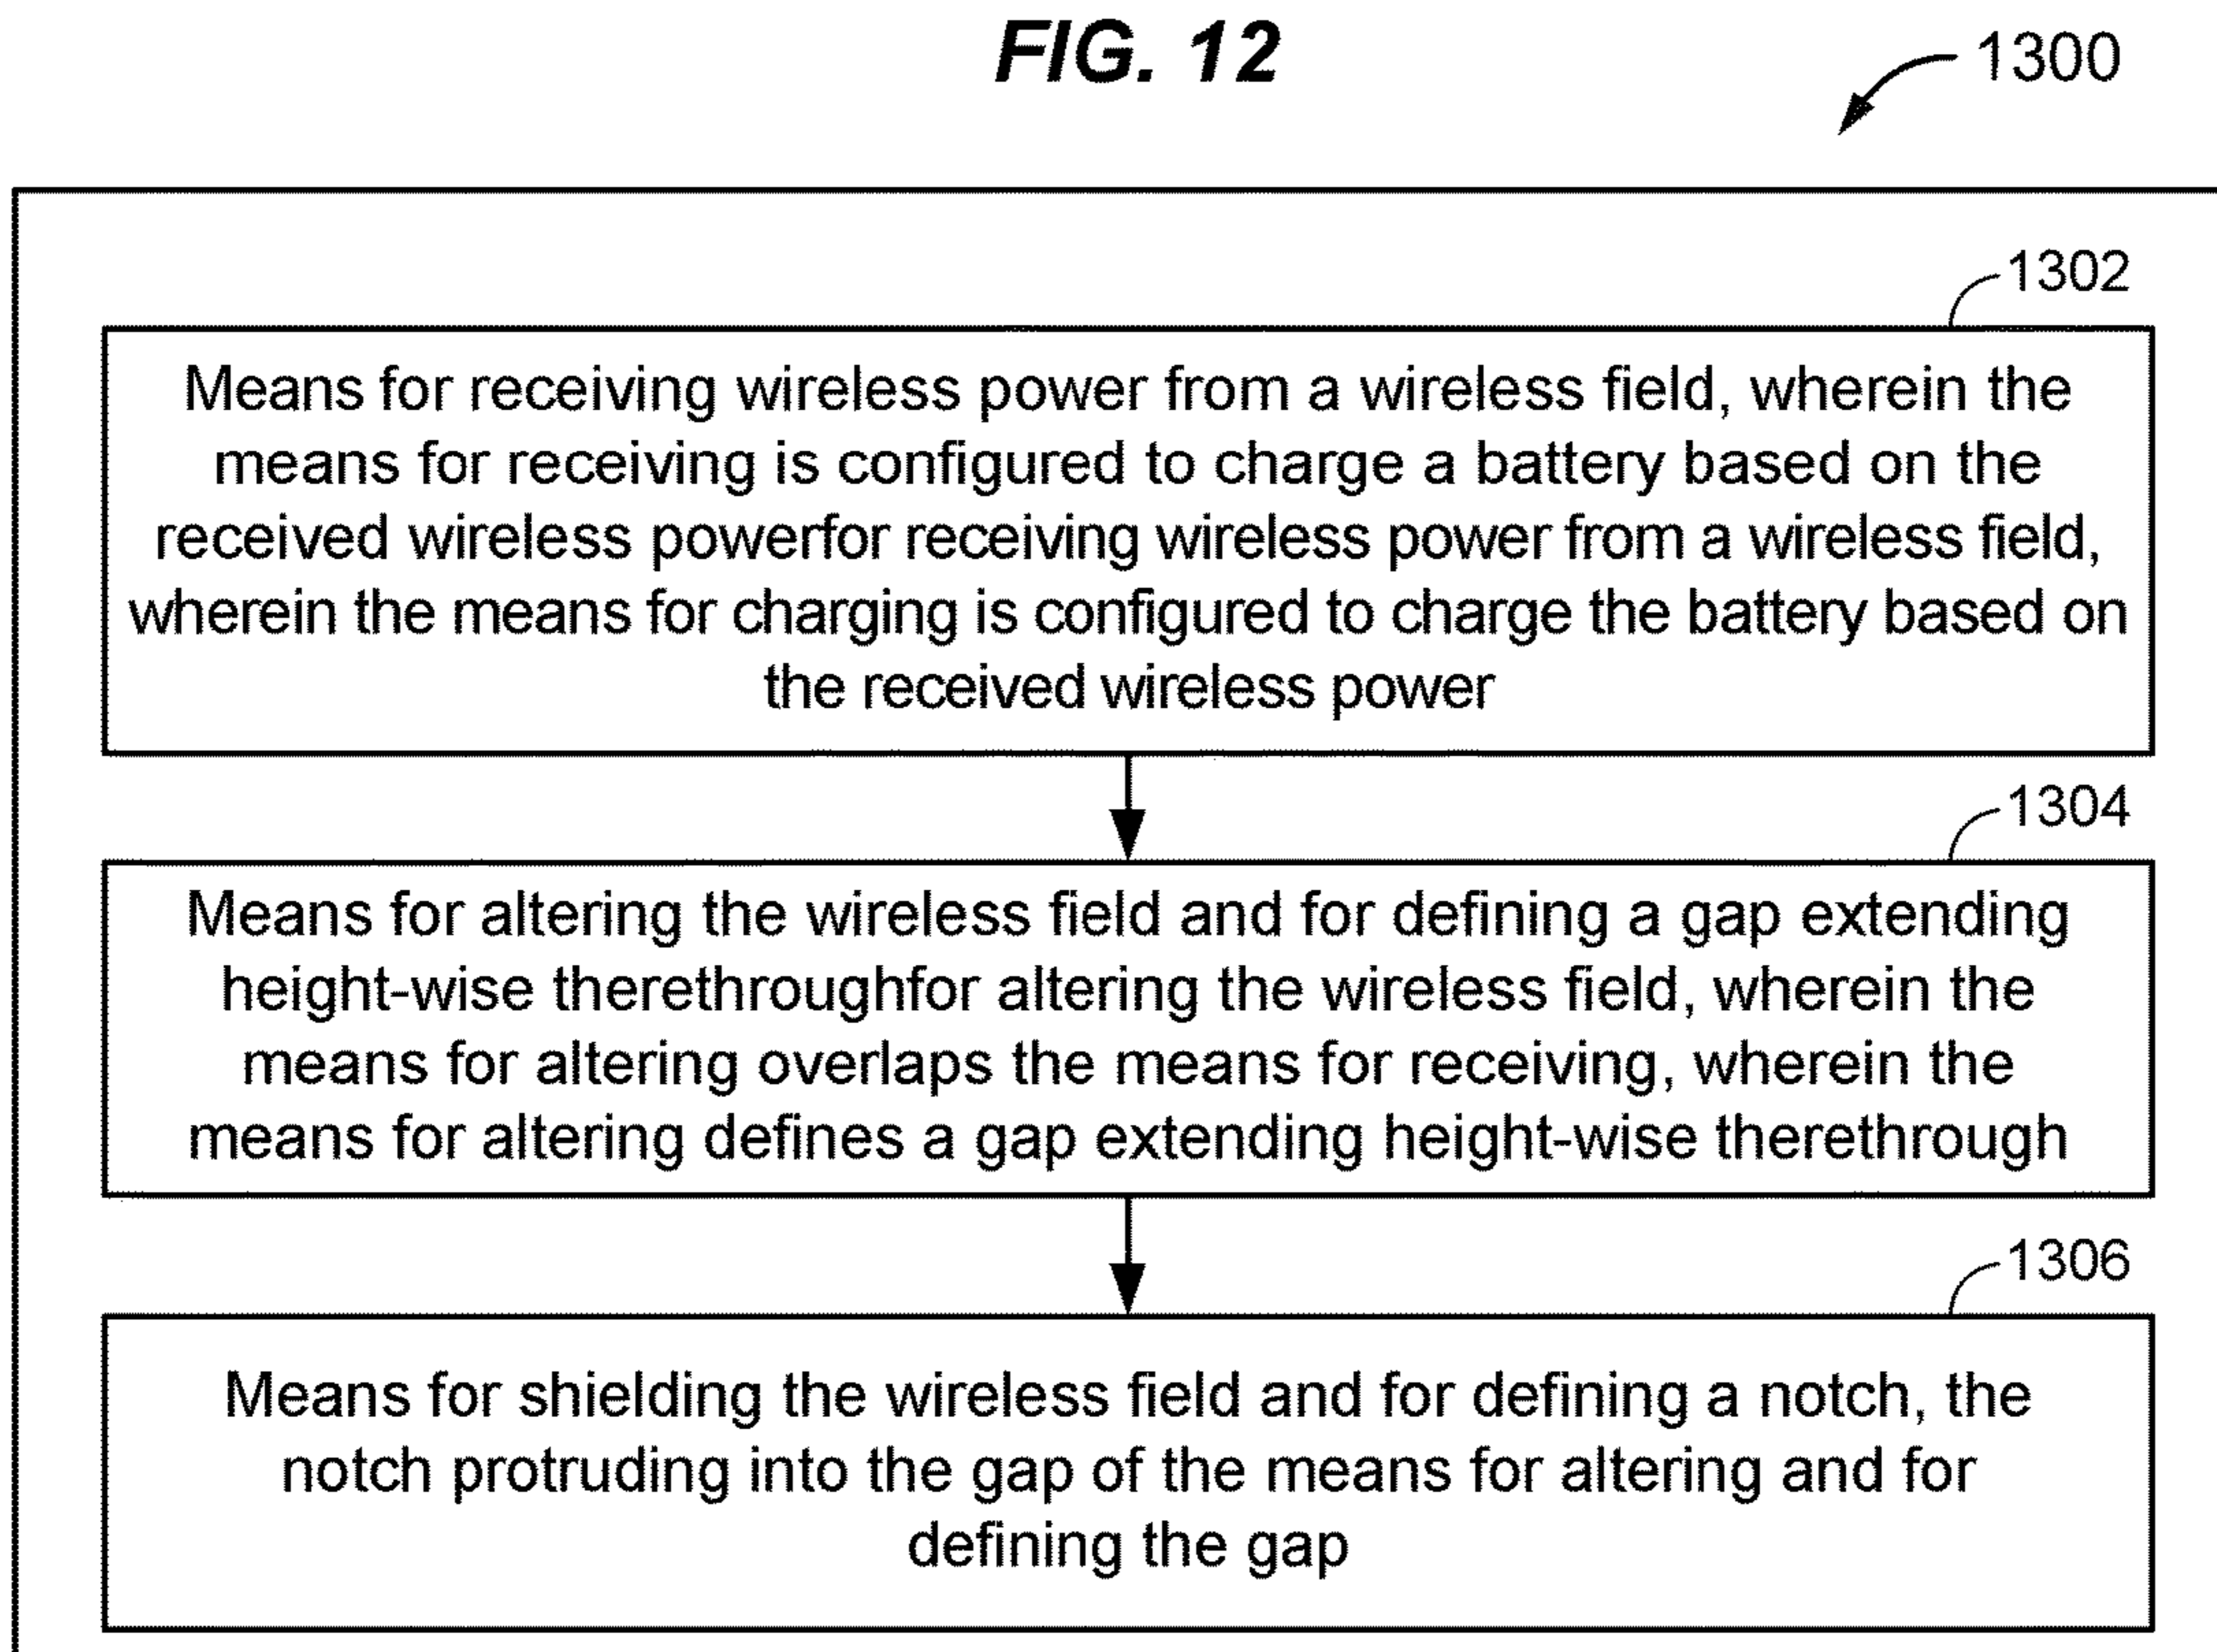 FIG. 12
1300
1302
Means for receiving wireless power from a wireless field, wherein the
means for receiving is configured to charge a battery based on the
received wireless powerfor receiving wireless power from a wireless field,
wherein the means for charging is configured to charge the battery based on
the received wireless power
1304
Means for altering the wireless field and for defining a gap extending
height-wise therethroughfor altering the wireless field, wherein the
means for altering overlaps the means for receiving, wherein the
means for altering defines a gap extending height-wise therethrough
1306
Means for shielding the wireless field and for defining a notch, the
notch protruding into the gap of the means for altering and for
defining the gap